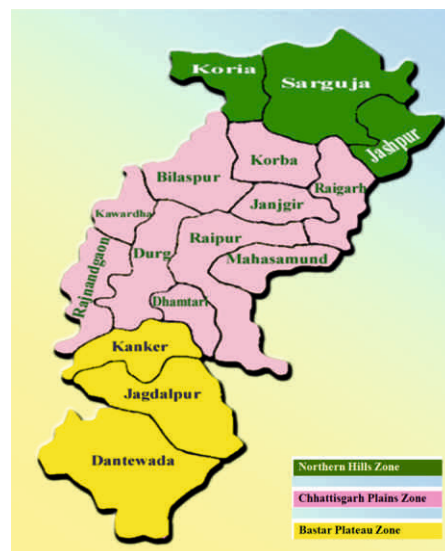 Koria
Sarguja
Jashpur
Korba
Bilaspur
Raigarh
Janjgir
Kawardha
Raipur
Durg
Mahasamund
Rajnandgaon
Dhamtari
Kanker
Jagdalpur
Dantewada
Northern Hills Zone
Chhattisgarh Plains Zone
Bastar Plateau Zone